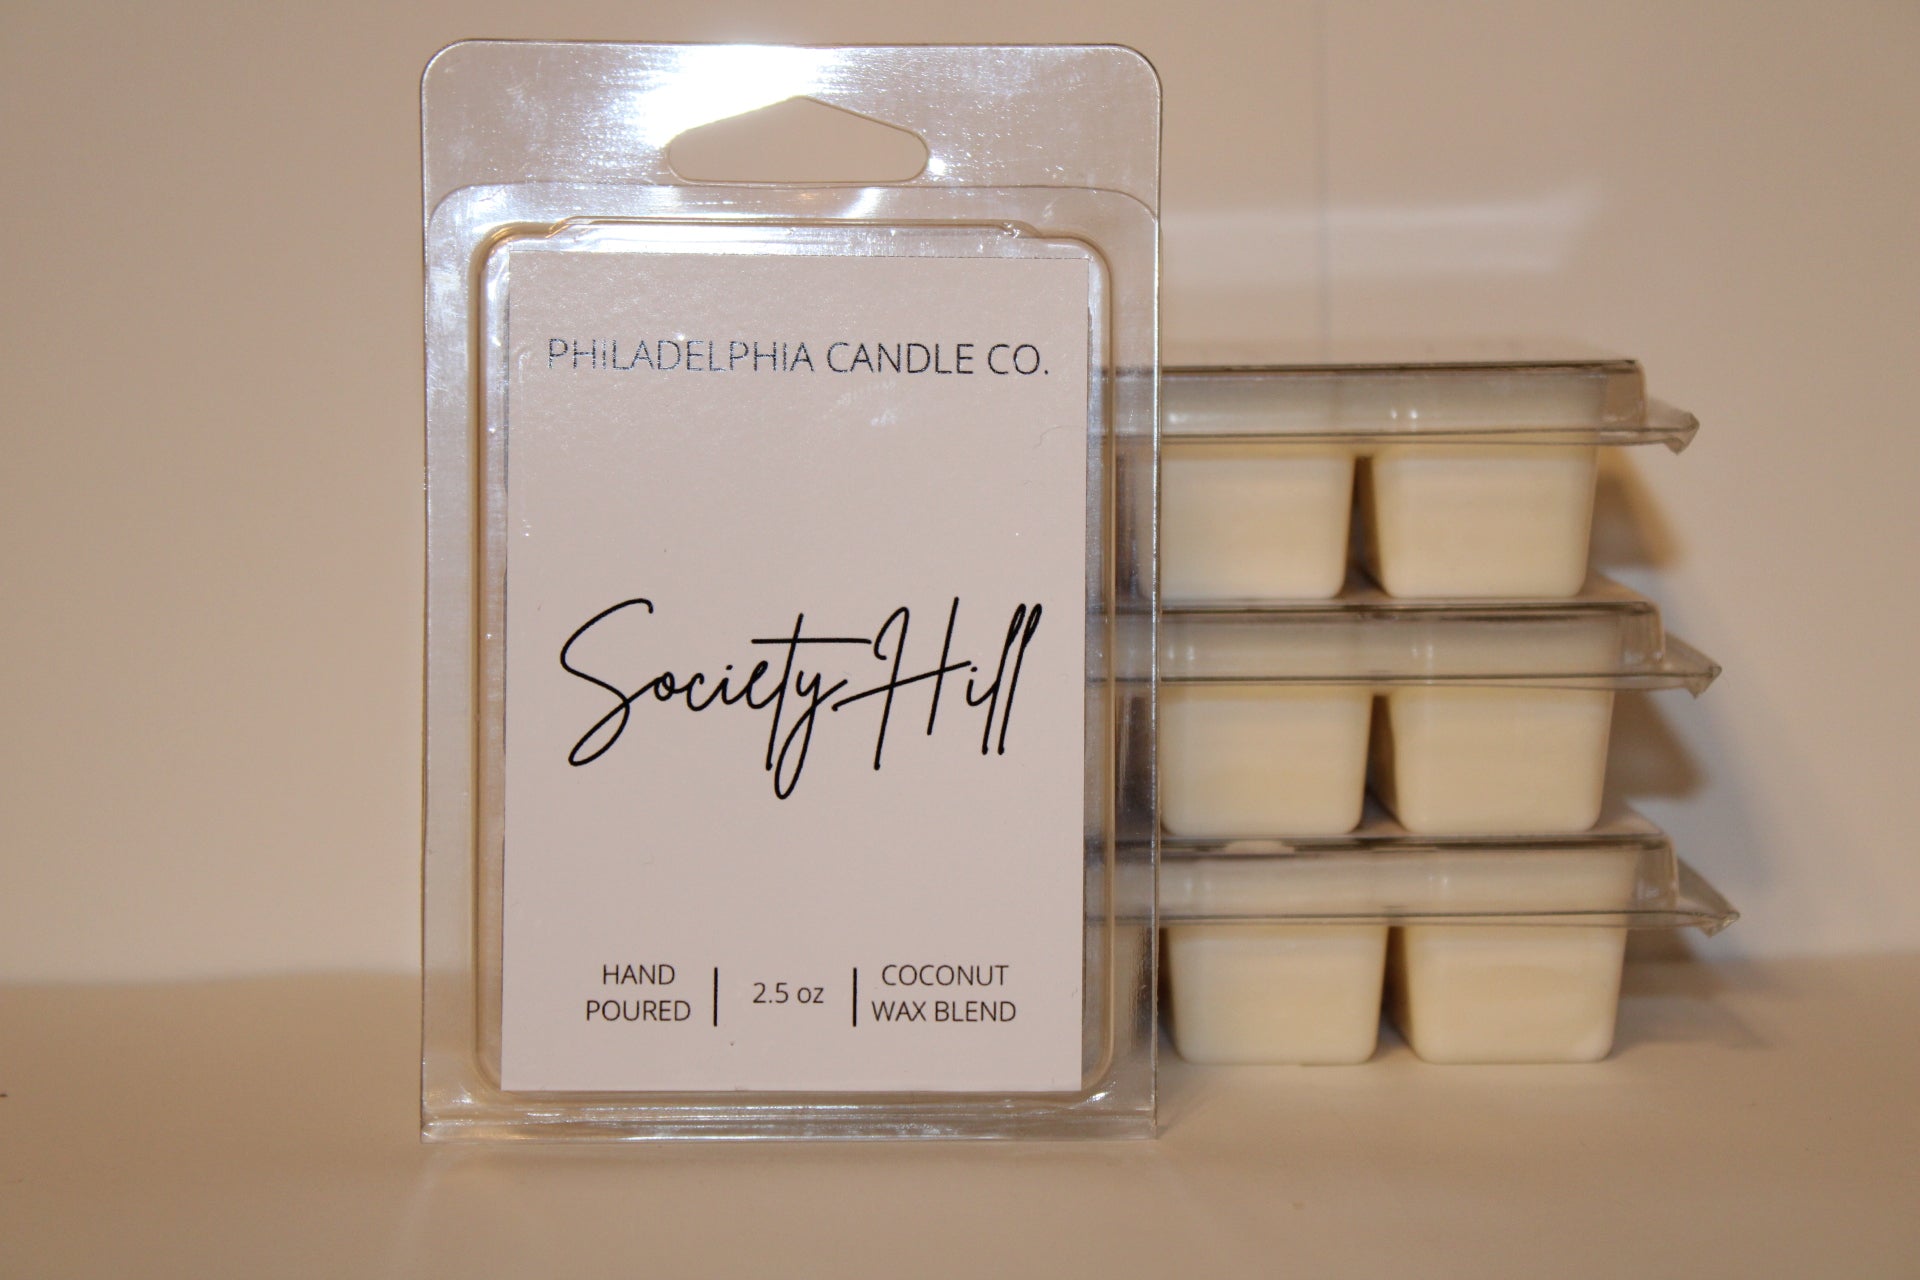 PHILADELPHIA CANDLE CO.
Society Hill
HAND POURED | 2.5 oz | COCONUT WAX BLEND